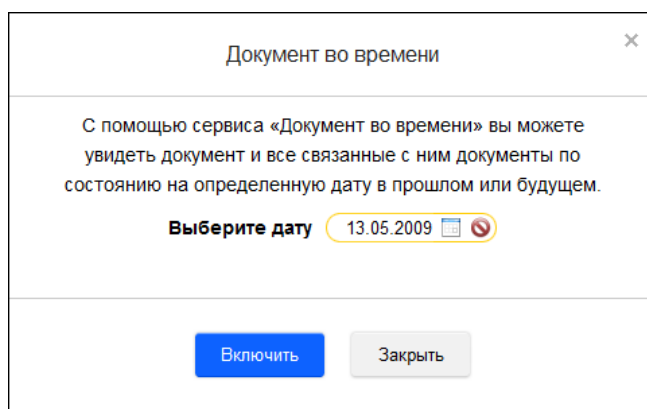 Документ во времени
С помощью сервиса «Документ во времени» вы можете
увидеть документ и все связанные с ним документы по
состоянию на определенную дату в прошлом или будущем.
Выберите дату 13.05.2009
Включить Закрыть